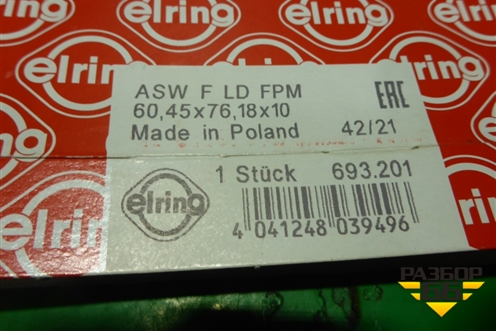 elring
elring
elring
elring
ASW F LD FPM
60,45x76,18x10
Made in Poland 42/21
EAC
1 Stück 693.201
elring
4 041248 039496
elring
РАЗБОР
66